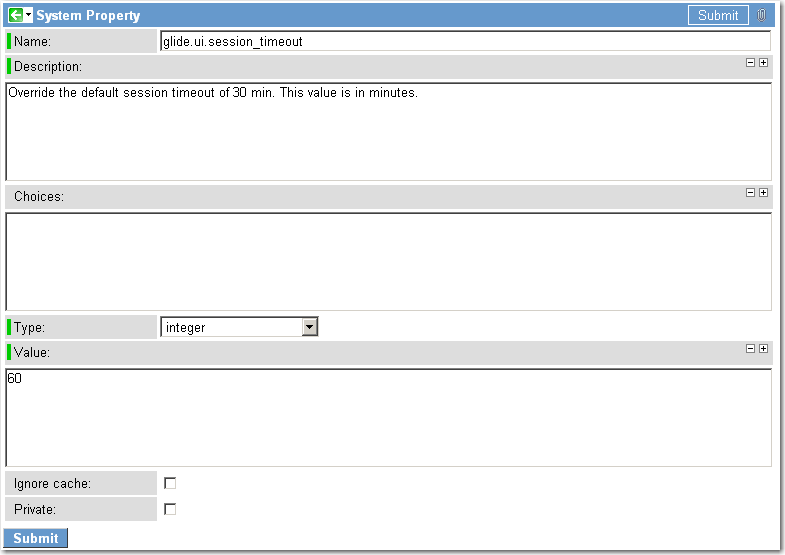 System Property Submit
Name: glide.ui.session_timeout
Description:
Override the default session timeout of 30 min. This value is in minutes.
Choices:
Type: integer
Value:
60
Ignore cache:
Private:
Submit